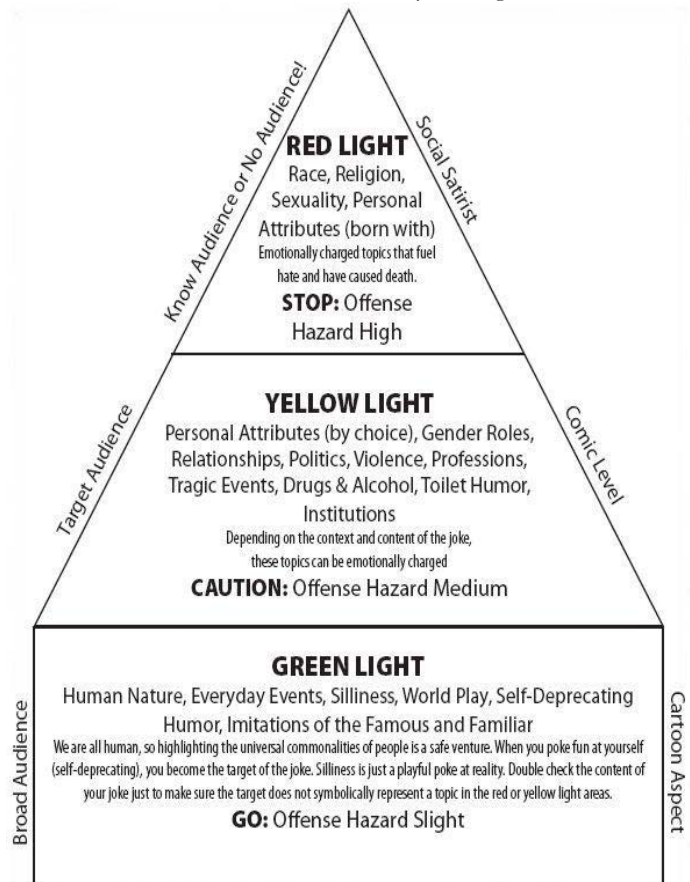 Know Audience or No Audience!
Social Satirist
RED LIGHT
Race, Religion,
Sexuality, Personal
Attributes (born with)
Emotionally charged topics that fuel
hate and have caused death.
STOP: Offense
Hazard High
Target Audience
Comic Level
YELLOW LIGHT
Personal Attributes (by choice), Gender Roles,
Relationships, Politics, Violence, Professions,
Tragic Events, Drugs & Alcohol, Toilet Humor,
Institutions
Depending on the context and content of the joke,
these topics can be emotionally charged
CAUTION: Offense Hazard Medium
Broad Audience
Cartoon Aspect
GREEN LIGHT
Human Nature, Everyday Events, Silliness, World Play, Self-Deprecating
Humor, Imitations of the Famous and Familiar
We are all human, so highlighting the universal commonalities of people is a safe venture. When you poke fun at yourself
(self-deprecating), you become the target of the joke. Silliness is just a playful poke at reality. Double check the content of
your joke just to make sure the target does not symbolically represent a topic in the red or yellow light areas.
GO: Offense Hazard Slight